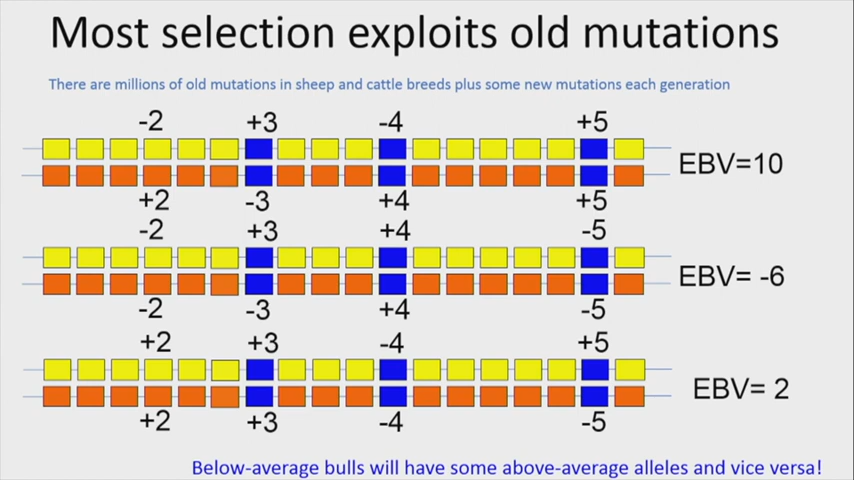 Most selection exploits old mutations
There are millions of old mutations in sheep and cattle breeds plus some new mutations each generation
-2 +3 -4 +5
EBV=10
+2 -3 +4 +5
-2 +3 +4 -5
EBV= -6
-2 -3 +4 -5
+2 +3 -4 +5
EBV= 2
+2 +3 -4 -5
Below-average bulls will have some above-average alleles and vice versa!